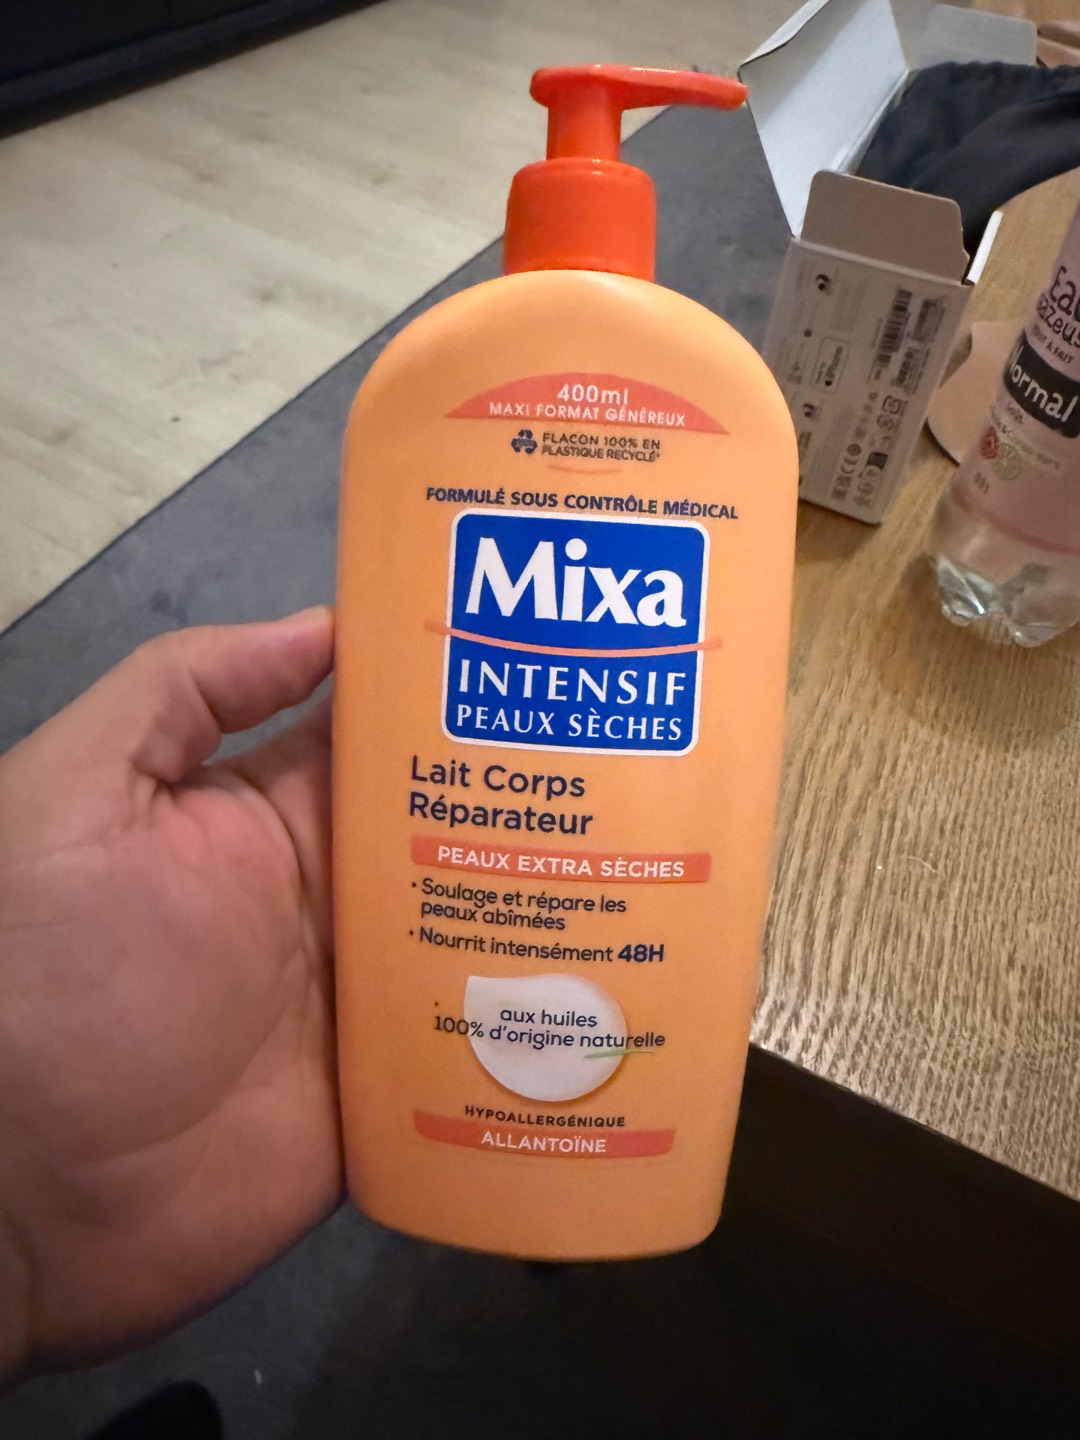 400ml
MAXI FORMAT GÉNÉREUX
FLACON 100% EN
PLASTIQUE RECYCLÉ*
FORMULÉ SOUS CONTRÔLE MÉDICAL
Mixa
INTENSIF
PEAUX SÈCHES
Lait Corps
Réparateur
PEAUX EXTRA SÈCHES
• Soulage et répare les
peaux abîmées
• Nourrit intensément 48H
•
aux huiles
100% d'origine naturelle
HYPOALLERGÉNIQUE
ALLANTOÏNE